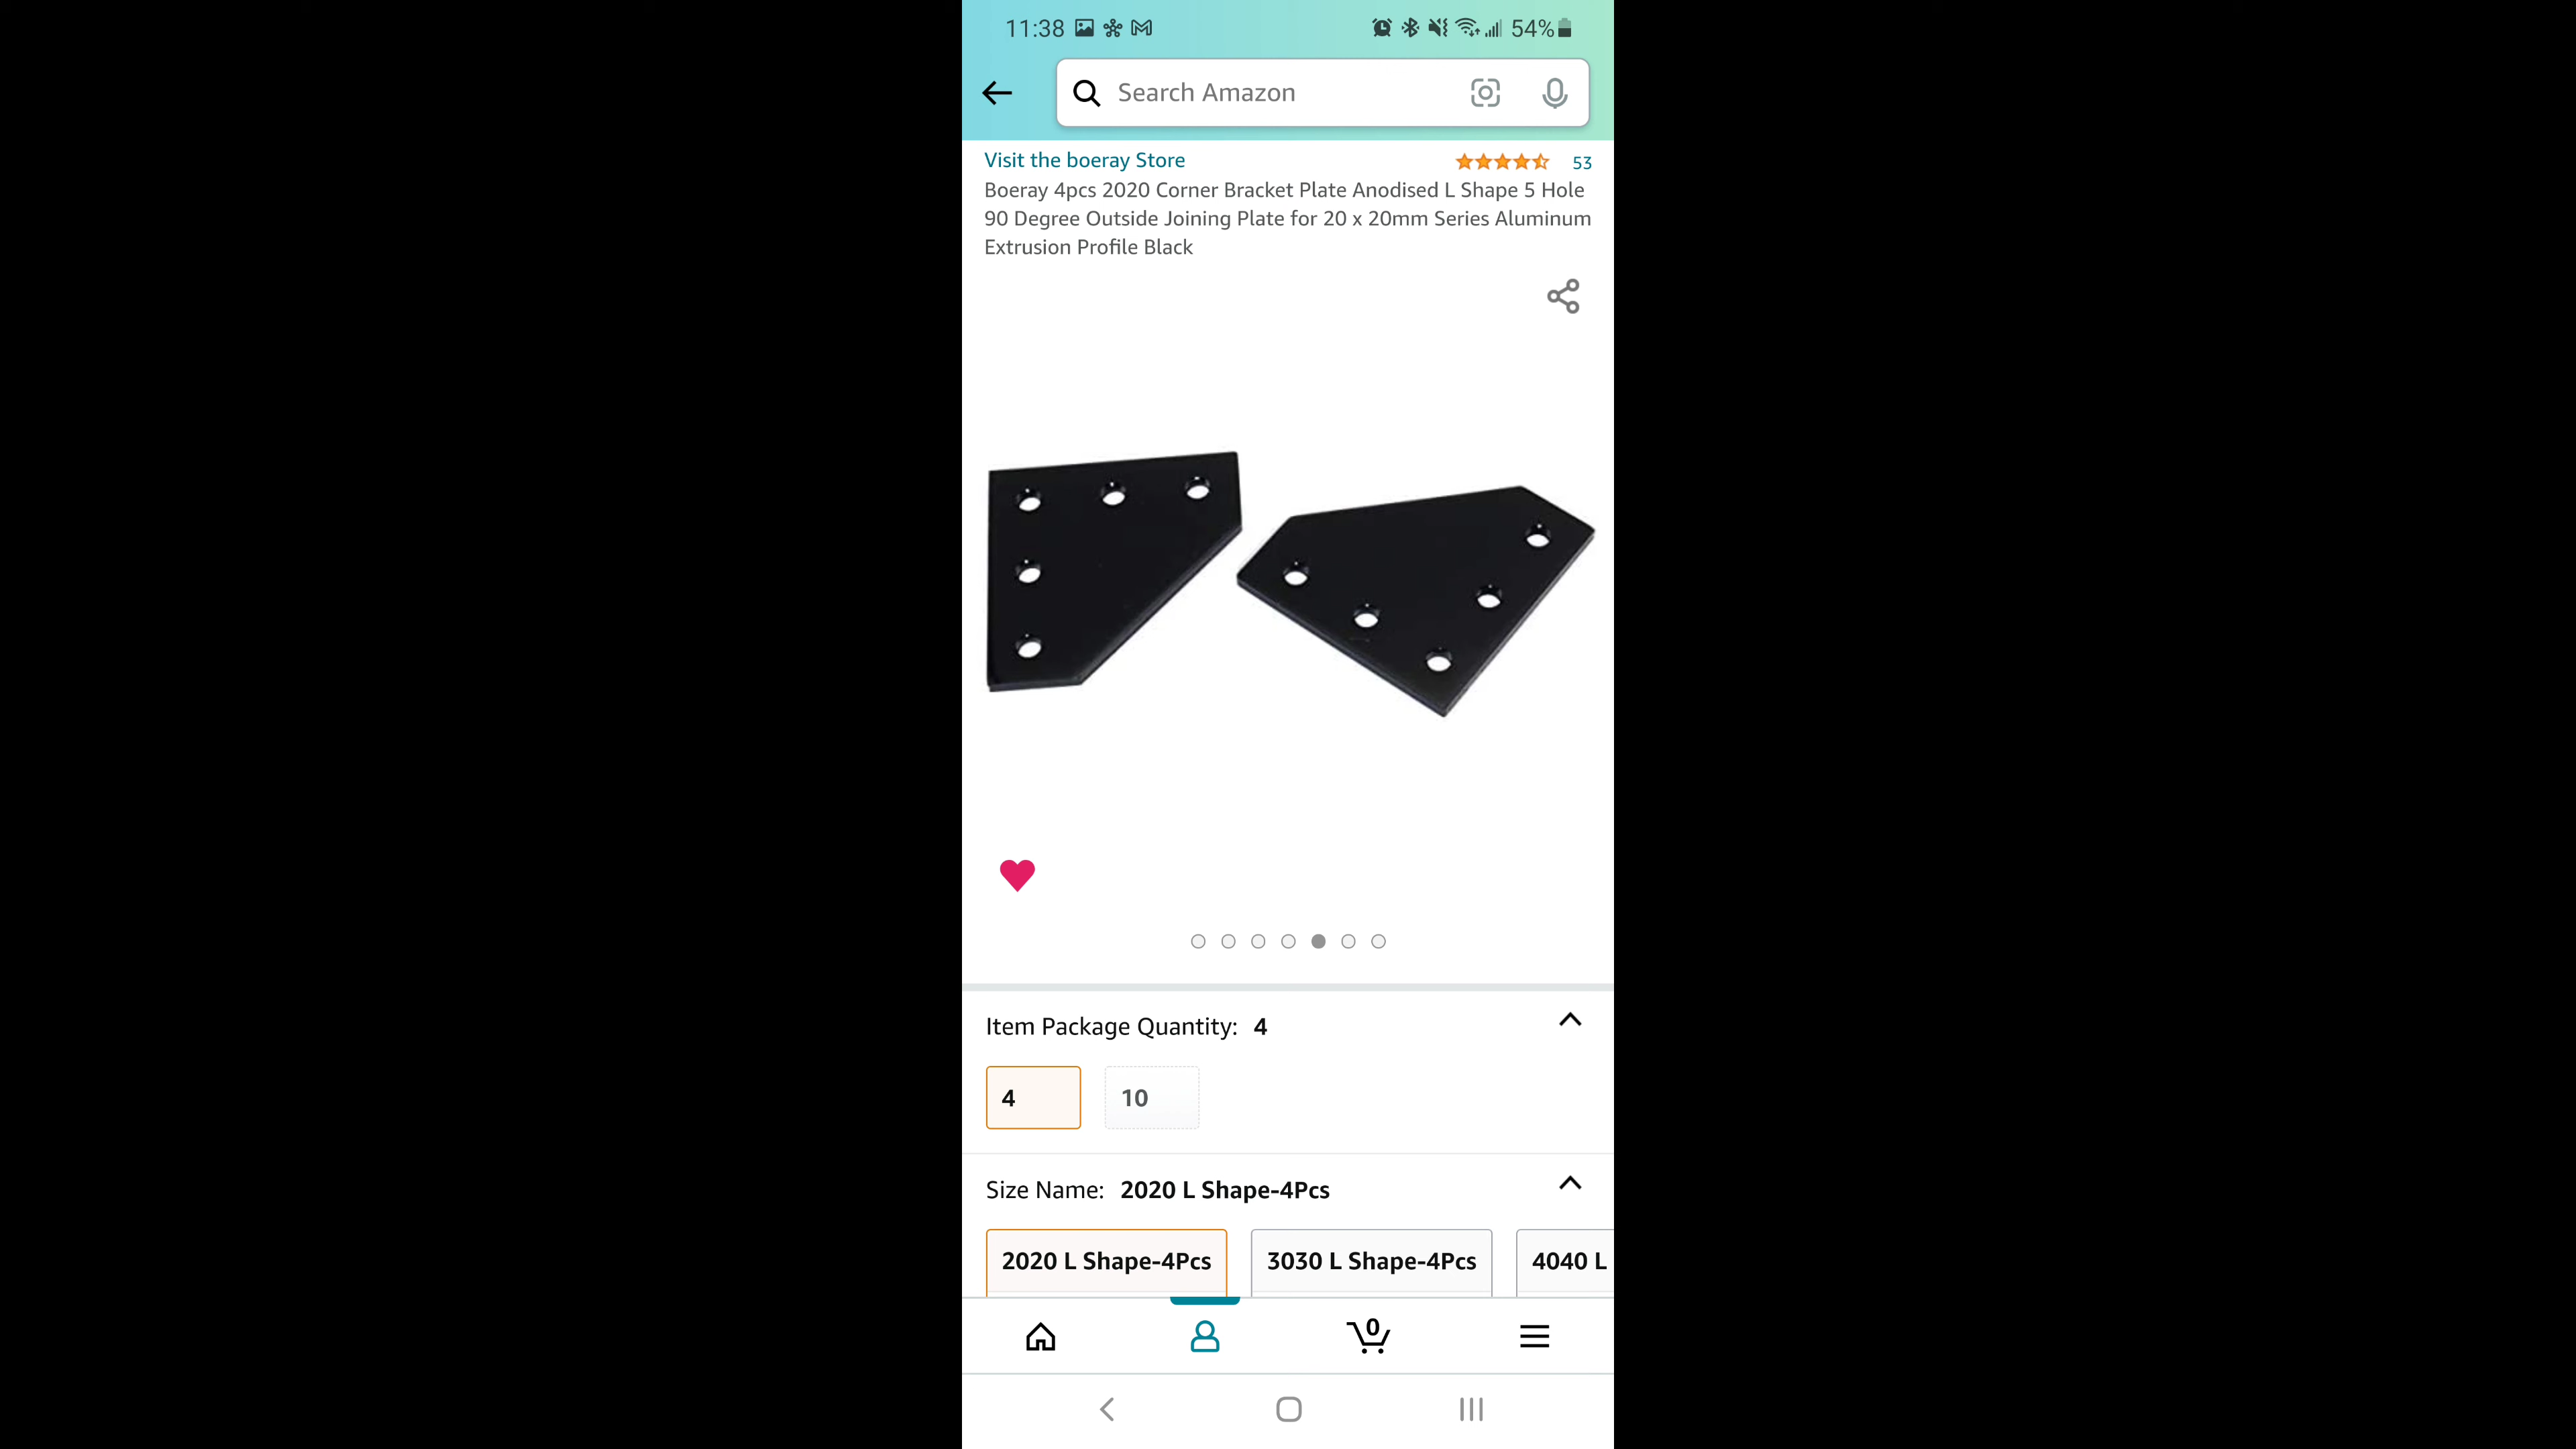 11:38
54%
Search Amazon
Visit the boeray Store
53
Boeray 4pcs 2020 Corner Bracket Plate Anodised L Shape 5 Hole
90 Degree Outside Joining Plate for 20 x 20mm Series Aluminum
Extrusion Profile Black
Item Package Quantity: 4
4
10
Size Name: 2020 L Shape-4Pcs
2020 L Shape-4Pcs
3030 L Shape-4Pcs
4040 L
0